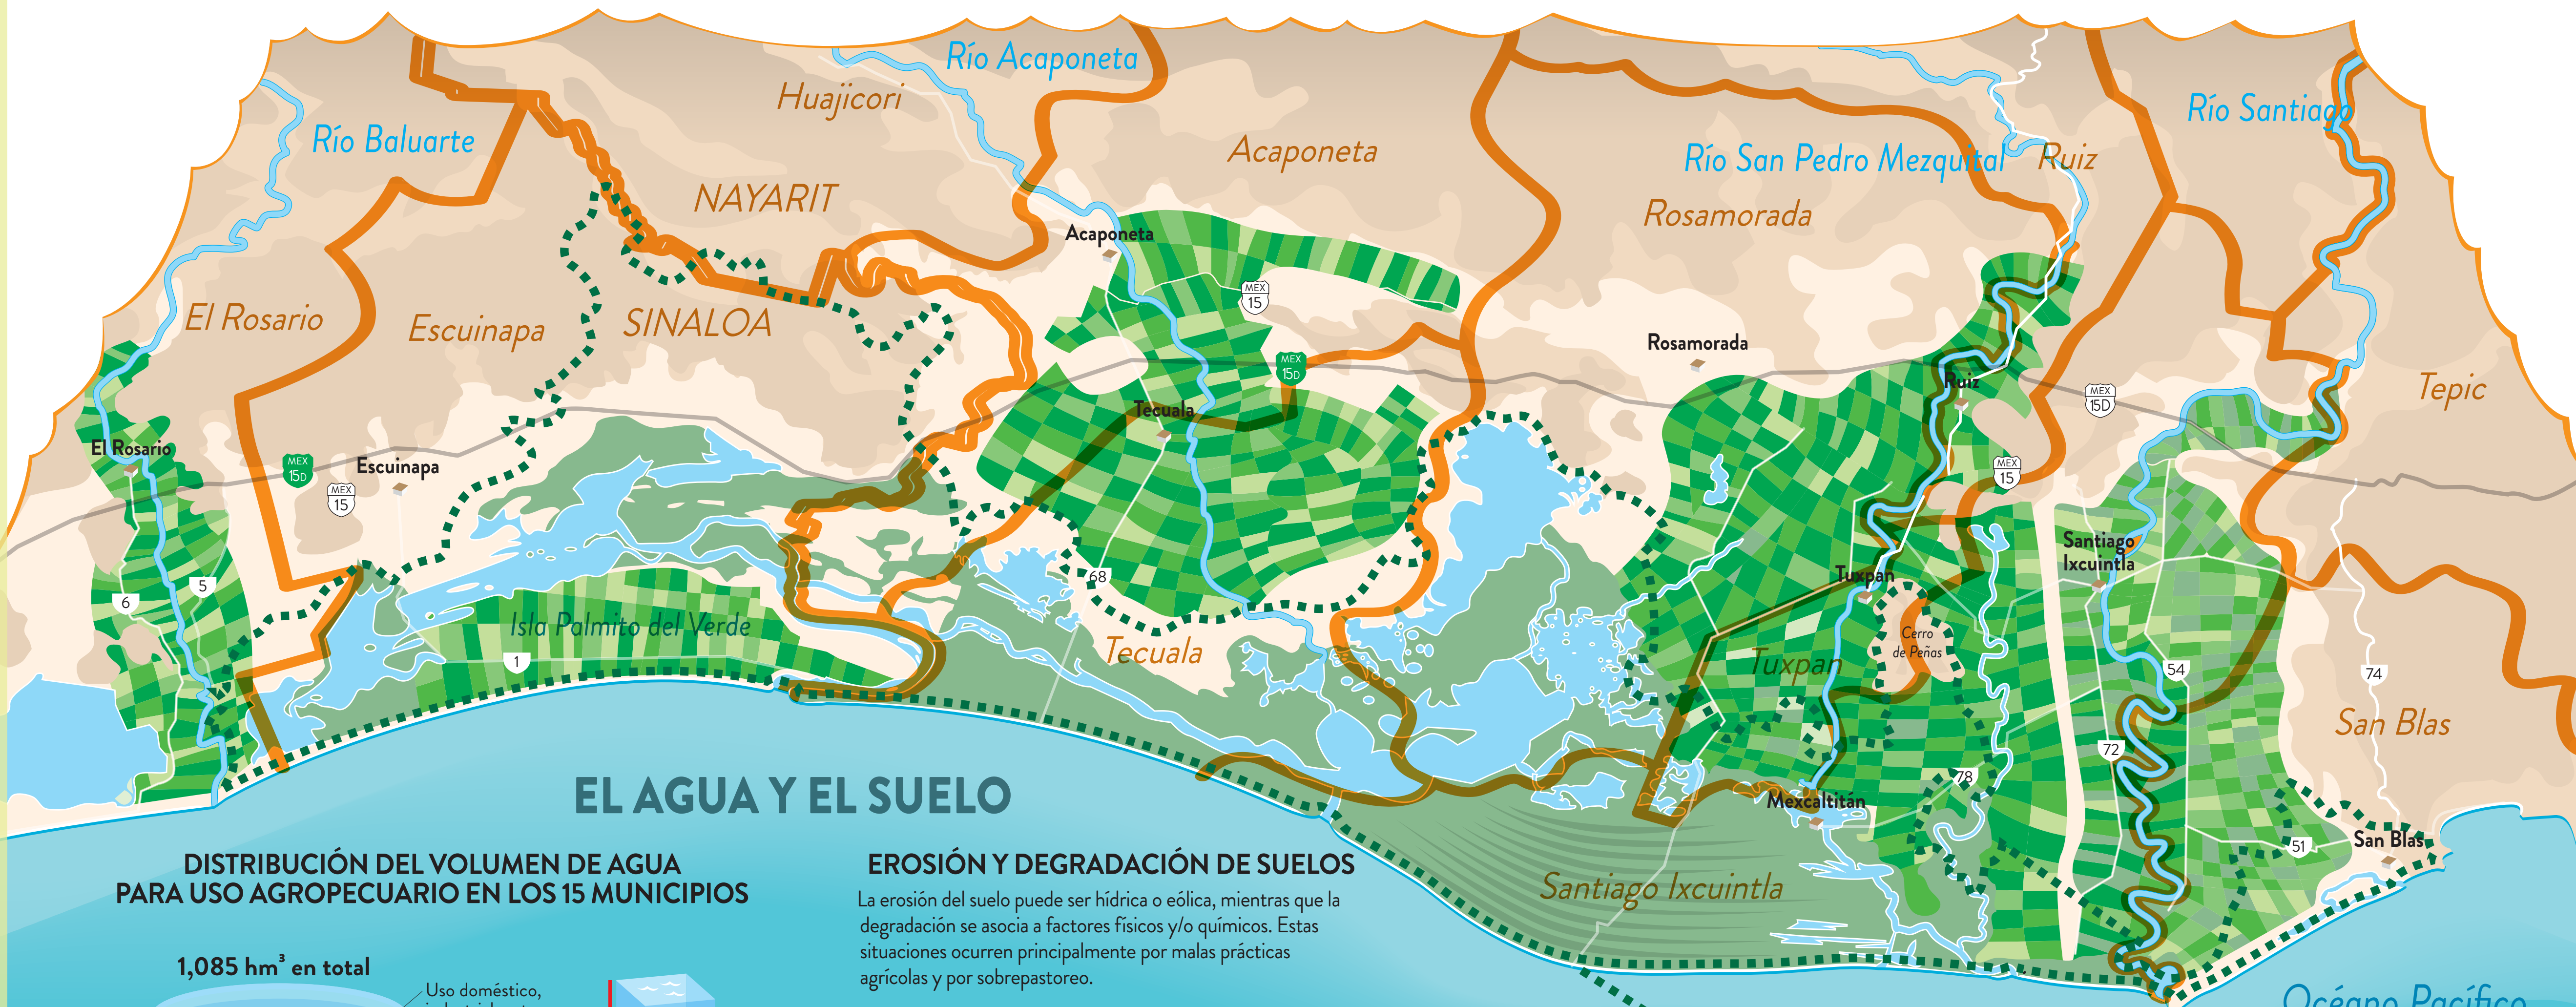 Río Acaponeta
Huajicori
Río Santiago
Río Baluarte
Acaponeta
Río San Pedro Mezquital
Ruiz
NAYARIT
Rosamorada
Acaponeta
MEX
15
El Rosario
Escuinapa
SINALOA
Rosamorada
MEX
15D
Ruiz
MEX
15D
Tepic
Tecuala
El Rosario
MEX
15D
Escuinapa
MEX
15
MEX
15
Santiago
Ixcuintla
68
Tuxpan
5
6
Isla Palmito del Verde
1
Tecuala
Cerro
de Peñas
Tuxpan
54
74
San Blas
72
78
EL AGUA Y EL SUELO
Mexcaltitán
51
San Blas
DISTRIBUCIÓN DEL VOLUMEN DE AGUA
PARA USO AGROPECUARIO EN LOS 15 MUNICIPIOS
EROSIÓN Y DEGRADACIÓN DE SUELOS
La erosión del suelo puede ser hídrica o eólica, mientras que la
degradación se asocia a factores físicos y/o químicos. Estas
situaciones ocurren principalmente por malas prácticas
agrícolas y por sobrepastoreo.
Santiago Ixcuintla
1,085 hm³ en total
Uso doméstico,
Océano Pacífico